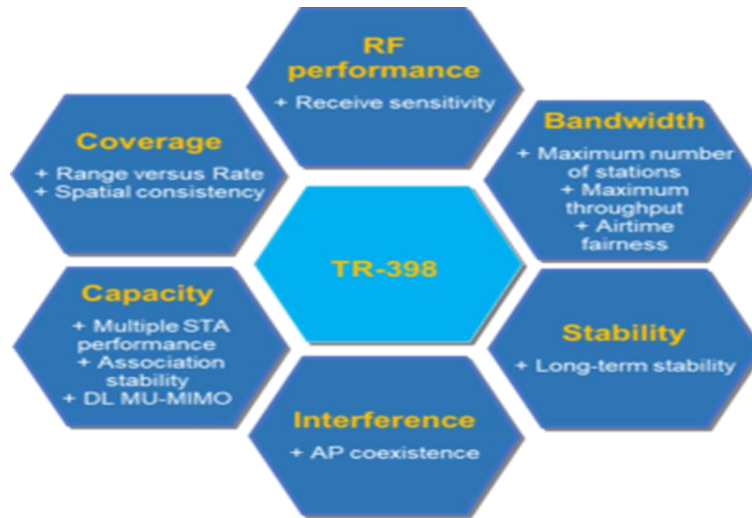 RF
performance
+ Receive sensitivity
Coverage
+ Range versus Rate
+ Spatial consistency
Bandwidth
+ Maximum number
of stations
+ Maximum
throughput
+ Airtime
fairness
TR-398
Capacity
+ Multiple STA
performance
+ Association
stability
+ DL MU-MIMO
Stability
+ Long-term stability
Interference
+ AP coexistence